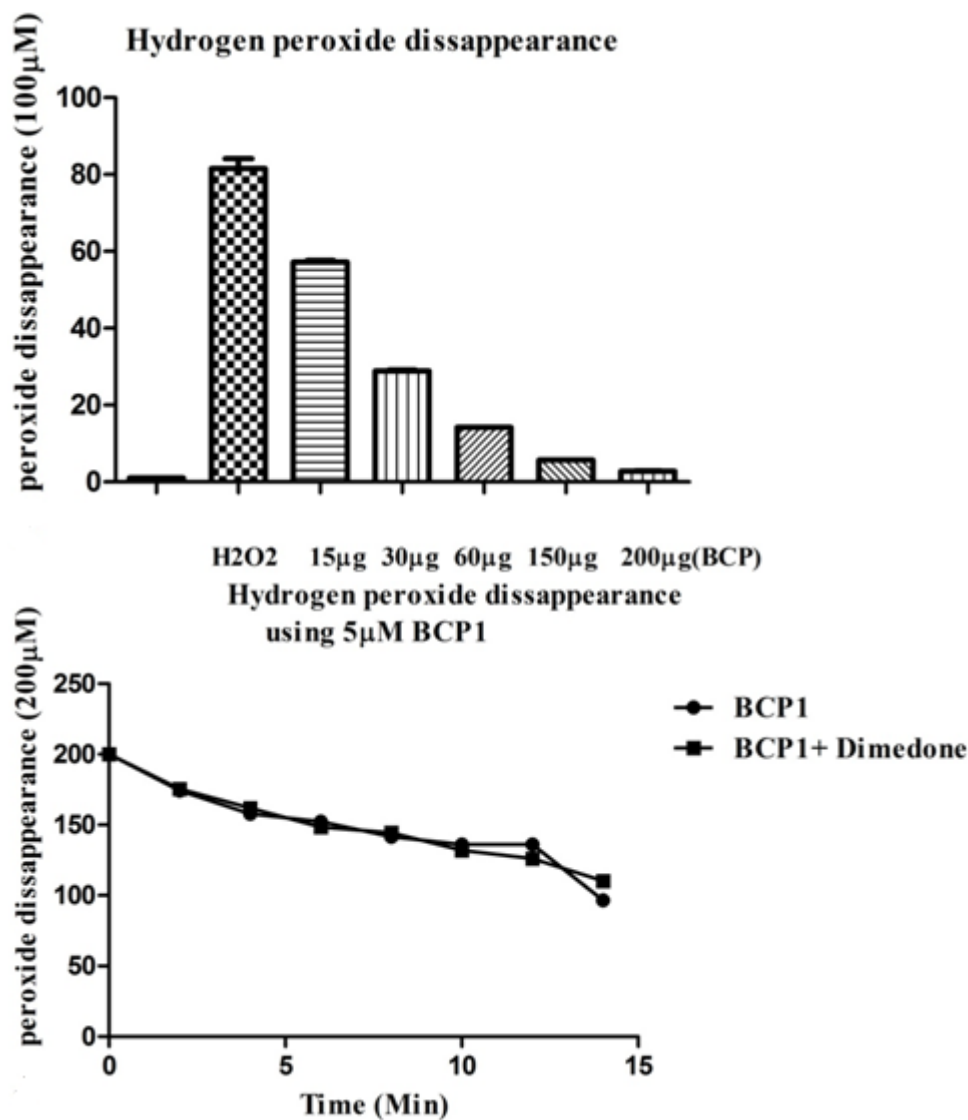 Hydrogen peroxide dissappearance
peroxide dissappearance (100μM)
100
80
60
40
20
0
H2O2 15μg 30μg 60μg 150μg 200μg(BCP)
Hydrogen peroxide dissappearance
using 5μM BCP1
peroxide dissappearance (200μM)
250
200
150
100
50
0
0 5 10 15
Time (Min)
BCP1
BCP1+ Dimedone